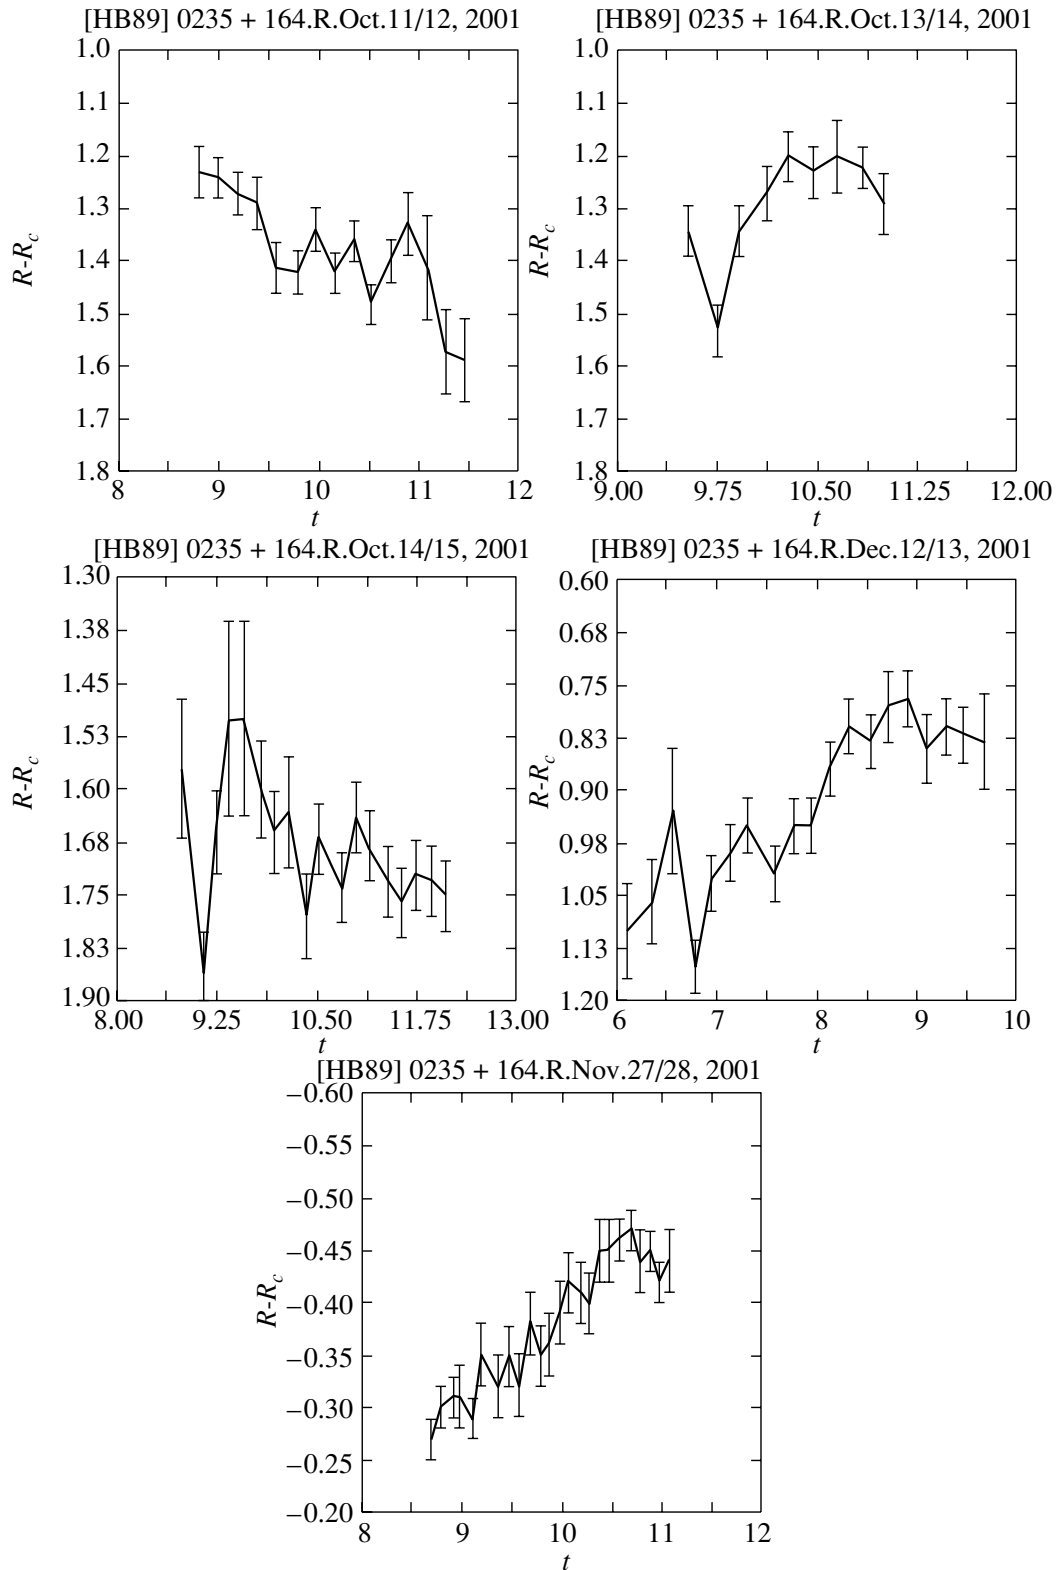 [HB89] 0235 + 164.R.Oct.11/12, 2001
1.0
1.1
1.2
1.3
1.4
1.5
1.6
1.7
1.8
R-Rc
8 9 10 11 12
t
[HB89] 0235 + 164.R.Oct.13/14, 2001
1.0
1.1
1.2
1.3
1.4
1.5
1.6
1.7
1.8
R-Rc
9.00 9.75 10.50 11.25 12.00
t
[HB89] 0235 + 164.R.Oct.14/15, 2001
1.30
1.38
1.45
1.53
1.60
1.68
1.75
1.83
1.90
R-Rc
8.00 9.25 10.50 11.75 13.00
t
[HB89] 0235 + 164.R.Dec.12/13, 2001
0.60
0.68
0.75
0.83
0.90
0.98
1.05
1.13
1.20
R-Rc
6 7 8 9 10
t
[HB89] 0235 + 164.R.Nov.27/28, 2001
−0.60
−0.55
−0.50
−0.45
−0.40
−0.35
−0.30
−0.25
−0.20
R-Rc
8 9 10 11 12
t